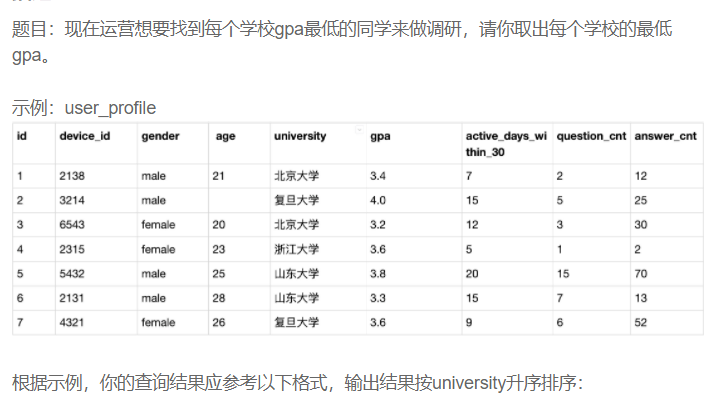 题目：现在运营想要找到每个学校gpa最低的同学来做调研，请你取出每个学校的最低
gpa。
示例：user_profile
id device_id gender age university gpa active_days_wi question_cnt answer_cnt
thin_30
1 2138 male 21 北京大学 3.4 7 2 12
2 3214 male 复旦大学 4.0 15 5 25
3 6543 female 20 北京大学 3.2 12 3 30
4 2315 female 23 浙江大学 3.6 5 1 2
5 5432 male 25 山东大学 3.8 20 15 70
6 2131 male 28 山东大学 3.3 15 7 13
7 4321 female 26 复旦大学 3.6 9 6 52
根据示例，你的查询结果应参考以下格式，输出结果按university升序排序：